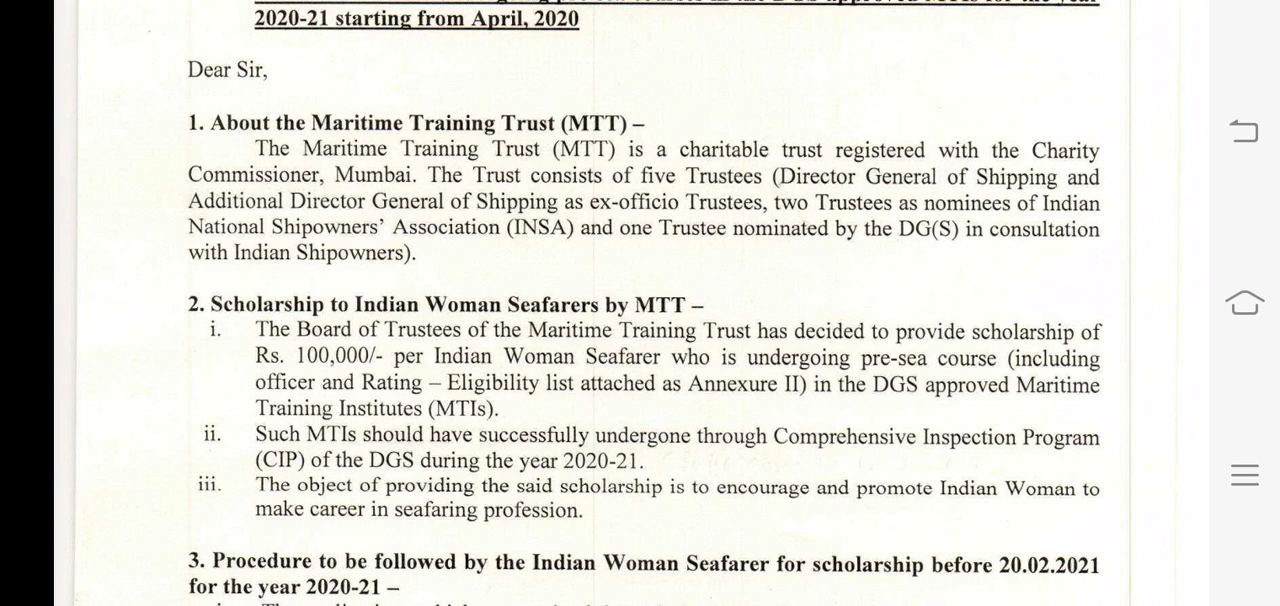 2020-21 starting from April, 2020
Dear Sir,
1. About the Maritime Training Trust (MTT) –
The Maritime Training Trust (MTT) is a charitable trust registered with the Charity
Commissioner, Mumbai. The Trust consists of five Trustees (Director General of Shipping and
Additional Director General of Shipping as ex-officio Trustees, two Trustees as nominees of Indian
National Shipowners' Association (INSA) and one Trustee nominated by the DG(S) in consultation
with Indian Shipowners).
2. Scholarship to Indian Woman Seafarers by MTT –
i. The Board of Trustees of the Maritime Training Trust has decided to provide scholarship of
Rs. 100,000/- per Indian Woman Seafarer who is undergoing pre-sea course (including
officer and Rating – Eligibility list attached as Annexure II) in the DGS approved Maritime
Training Institutes (MTIs).
ii. Such MTIs should have successfully undergone through Comprehensive Inspection Program
(CIP) of the DGS during the year 2020-21.
iii. The object of providing the said scholarship is to encourage and promote Indian Woman to
make career in seafaring profession.
3. Procedure to be followed by the Indian Woman Seafarer for scholarship before 20.02.2021
for the year 2020-21 –